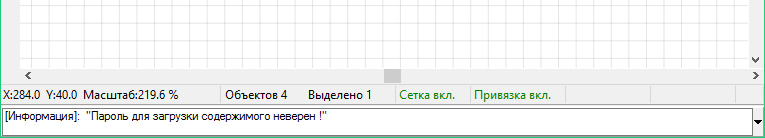 X:284.0 Y:40.0 Масштаб:219.6 % Объектов 4 Выделено 1 Сетка вкл. Привязка вкл.
[Информация]: "Пароль для загрузки содержимого неверен !"